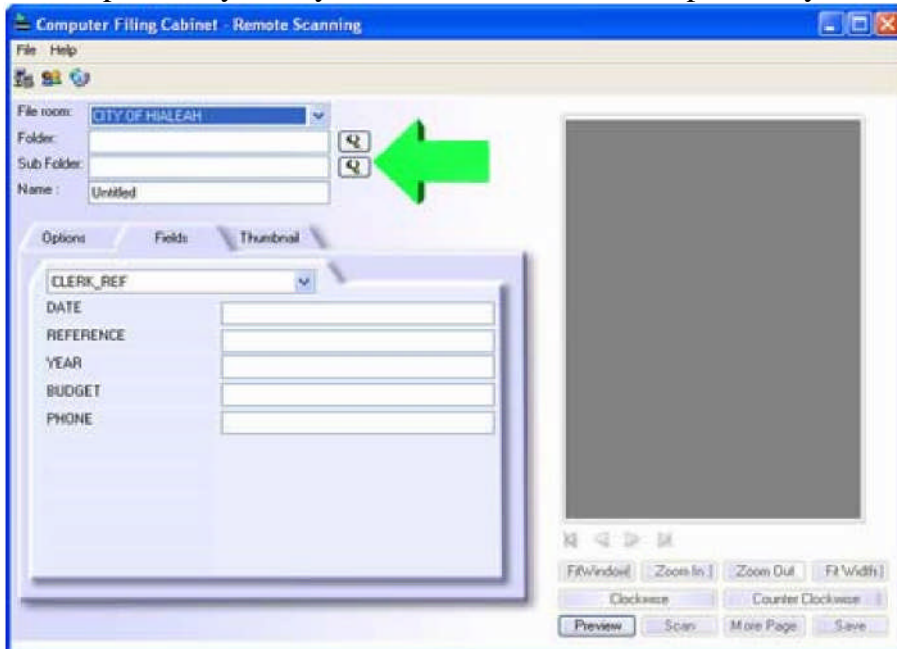 Computer Filing Cabinet - Remote Scanning
File Help
File room: CITY OF HIALEAH
Folder:
Sub Folder:
Name : Untitled
Options Fields Thumbnail
CLERK_REF
DATE
REFERENCE
YEAR
BUDGET
PHONE
FitWindow Zoom In Zoom Out Fit Width
Clockwise Counter Clockwise
Preview Scan More Page Save